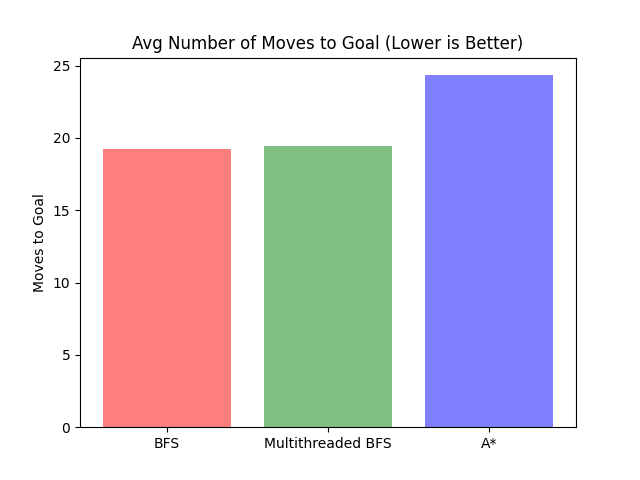 Avg Number of Moves to Goal (Lower is Better)
25
20
15
10
5
0
Moves to Goal
BFS
Multithreaded BFS
A*